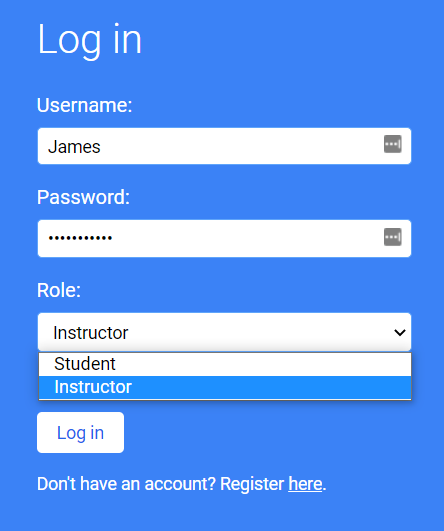 Log in
Username:
James
Password:
•••••••••••
Role:
Instructor
Student
Instructor
Log in
Don't have an account? Register here.